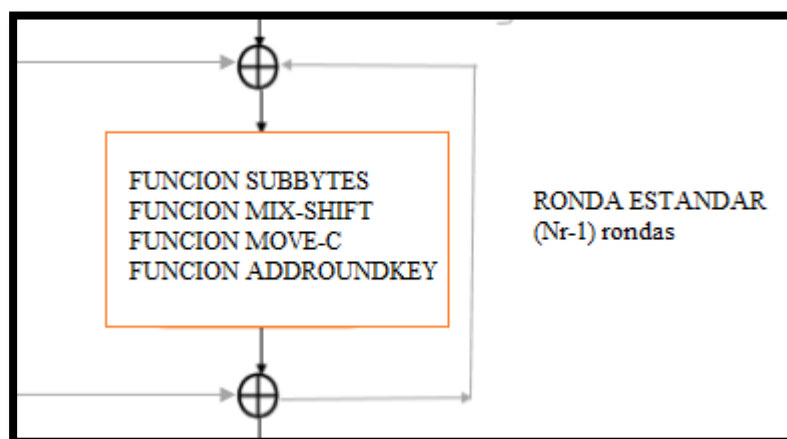 FUNCION SUBBYTES
FUNCION MIX-SHIFT
FUNCION MOVE-C
FUNCION ADDROUNDKEY
RONDA ESTANDAR
(Nr-1) rondas